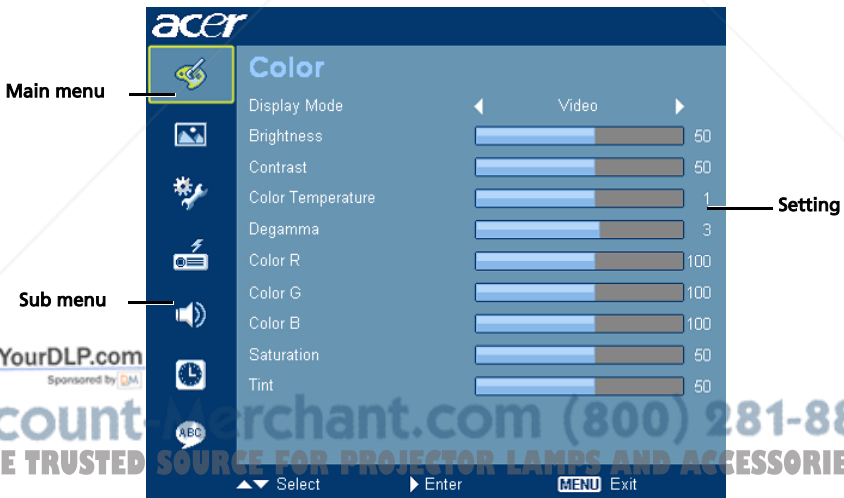 acer
Color
Main menu
Display Mode Video
Brightness 50
Contrast 50
Color Temperature 1
Setting
Degamma 3
Color R 100
Color G 100
Sub menu
Color B 100
YourDLP.com
Saturation 50
Sponsored by DM
Tint 50
count-Merchant.com (800) 281-88
ABC
E TRUSTED SOURCE FOR PROJECTOR LAMPS AND ACCESSORIE
Select Enter MENU Exit